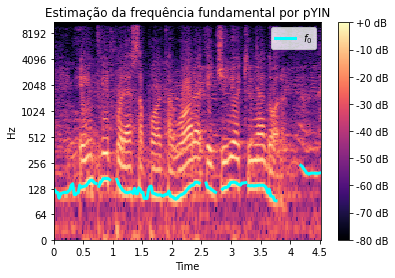 Estimação da frequência fundamental por pYIN
f0
8192
4096
2048
1024
512
256
128
64
0
Hz
0 0.5 1 1.5 2 2.5 3 3.5 4 4.5
Time
+0 dB
-10 dB
-20 dB
-30 dB
-40 dB
-50 dB
-60 dB
-70 dB
-80 dB